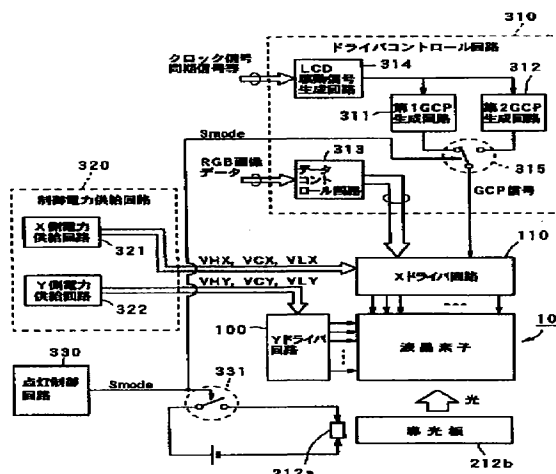 310
ドライバコントロール回路
クロック信号
同期信号等
LCD
駆動信号
生成回路
314
312
311
第1GCP
生成回路
第2GCP
生成回路
Smode
313
315
RGB画像
データ
データ
コント
ロール回路
GCP信号
320
制御電力供給回路
X側電力
供給回路
321
VHX, VCX, VLX
110
Xドライバ回路
Y側電力
供給回路
322
VHY, VCY, VLY
100
Yドライバ
回路
液晶素子
10
330
点灯制御
回路
Smode
331
光
導光板
212a
212b